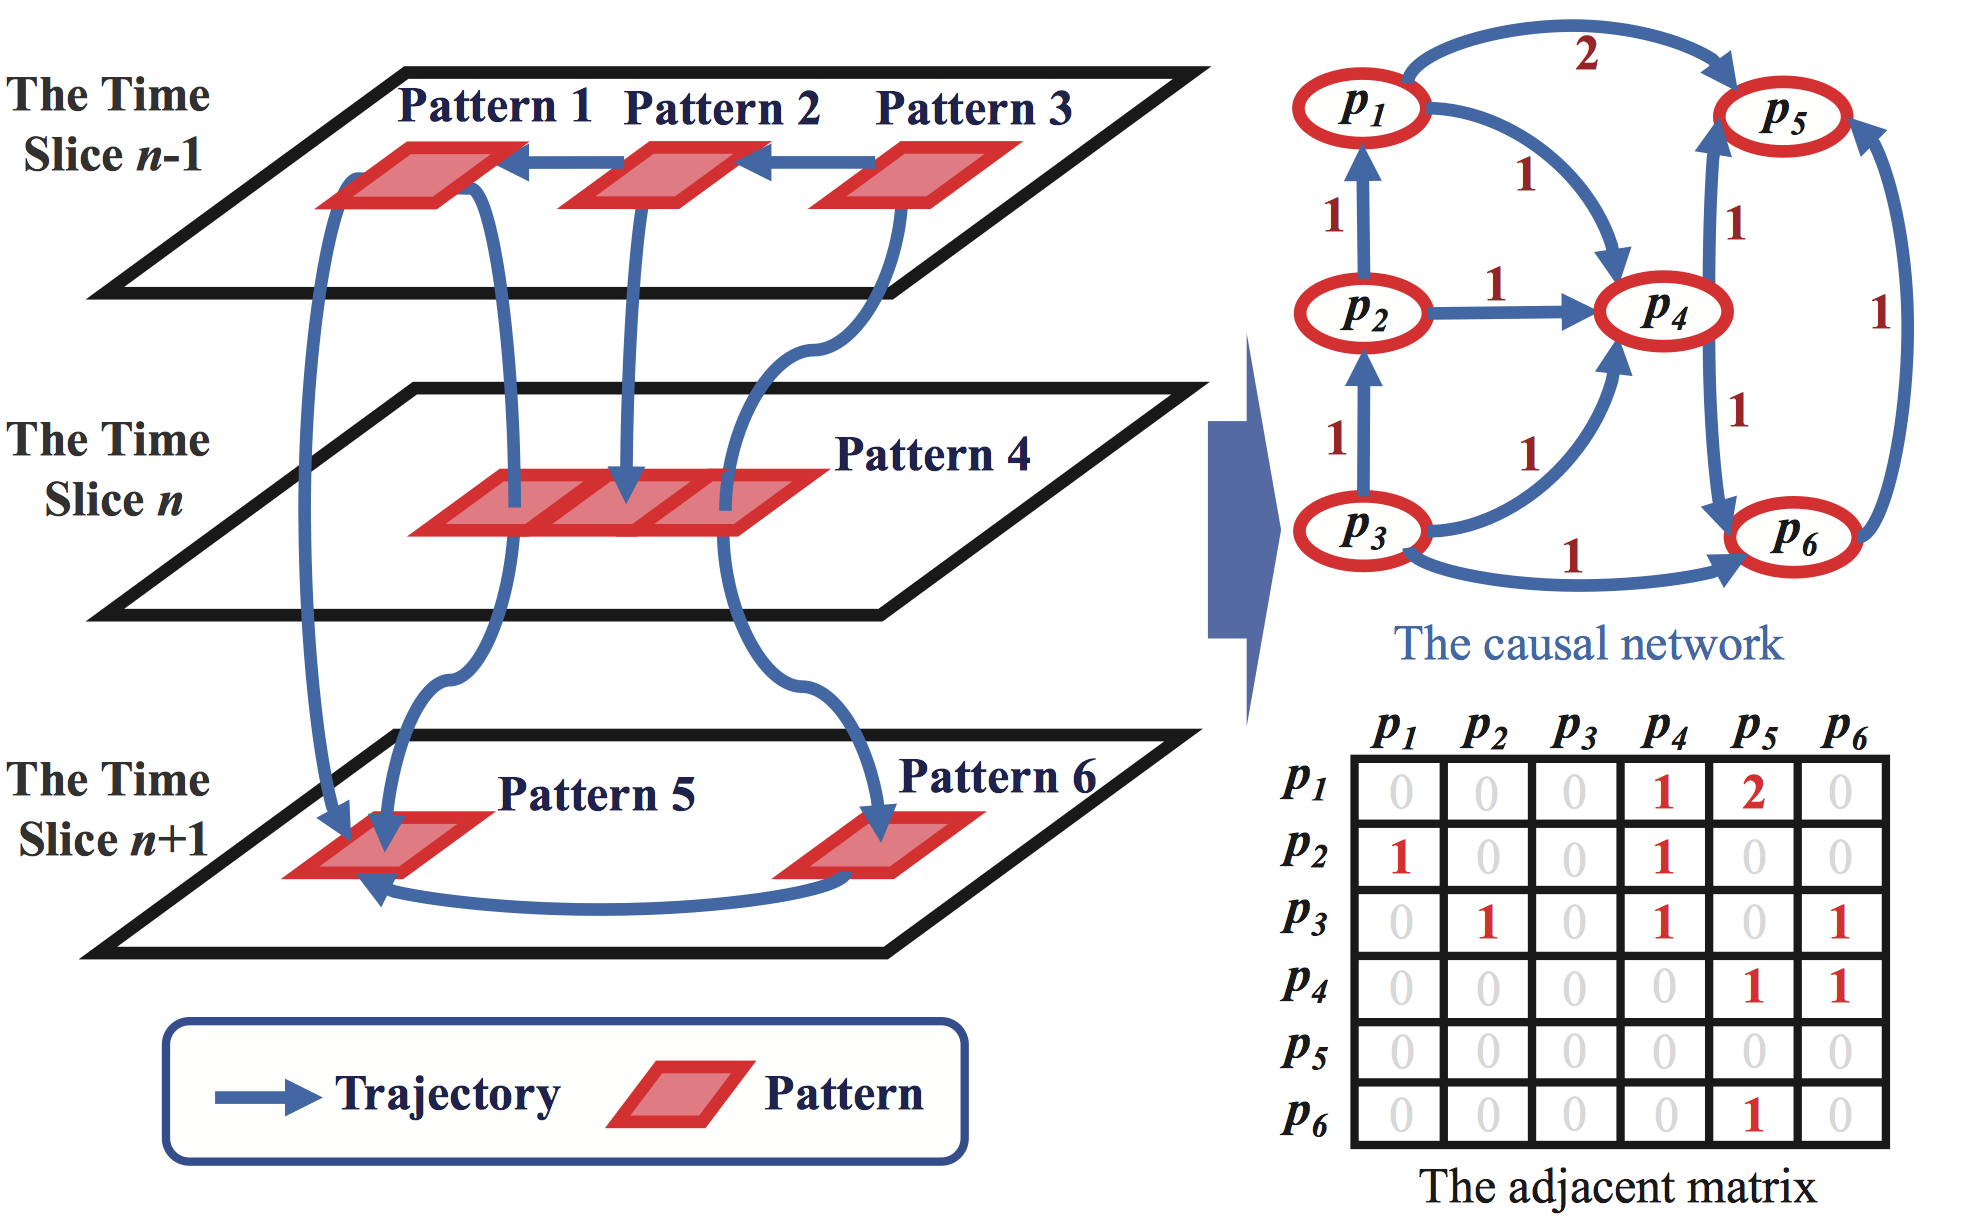 The Time
Slice n-1
Pattern 1
Pattern 2
Pattern 3
The Time
Slice n
Pattern 4
The Time
Slice n+1
Pattern 5
Pattern 6
Trajectory
Pattern
p1
p2
p3
p4
p5
p6
2
1
1
1
1
1
1
1
1
1
The causal network
p1 p2 p3 p4 p5 p6
p1 0 0 0 1 2 0
p2 1 0 0 1 0 0
p3 0 1 0 1 0 1
p4 0 0 0 0 1 1
p5 0 0 0 0 0 0
p6 0 0 0 0 1 0
The adjacent matrix